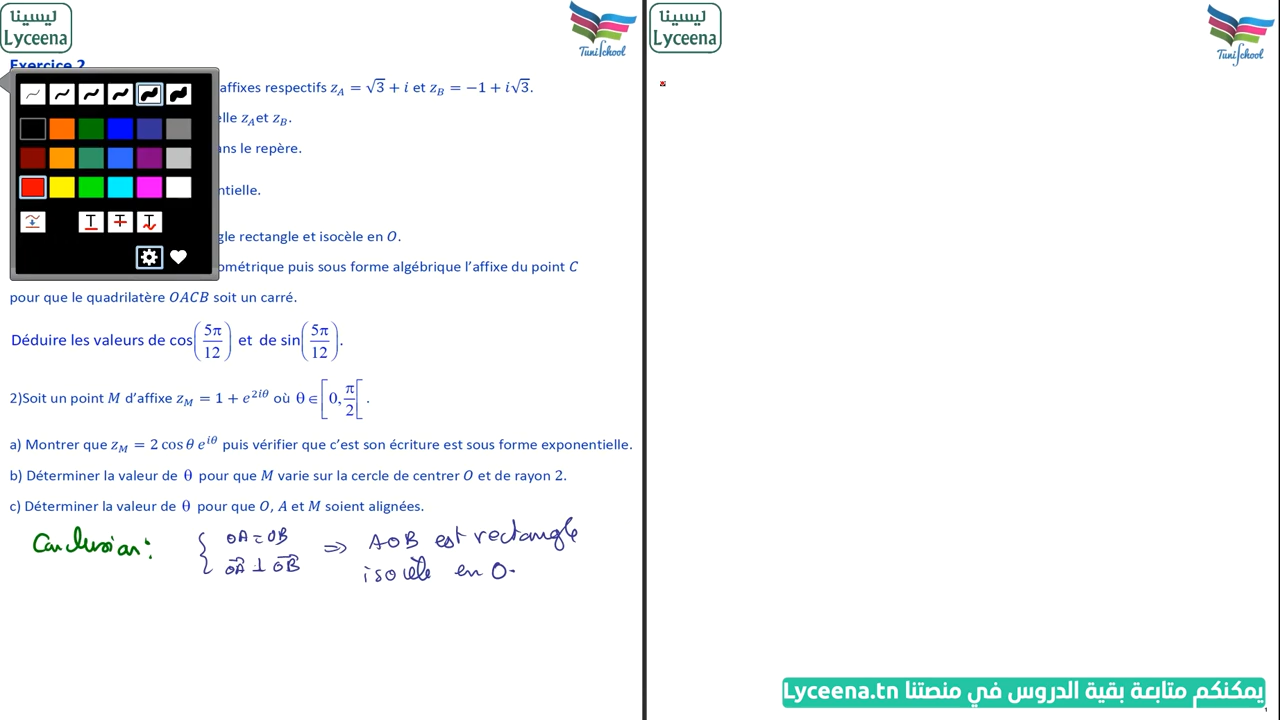 ليسينا
Lyceena
TuniSchool
ليسينا
Lyceena
TuniSchool
Exercice 2
affixes respectifs z_A = √3 + i et z_B = −1 + i√3.
elle z_A et z_B.
ans le repère.
ntielle.
gle rectangle et isocèle en O.
ométrique puis sous forme algébrique l'affixe du point C
pour que le quadrilatère OACB soit un carré.
Déduire les valeurs de cos(5π/12) et de sin(5π/12).
2)Soit un point M d'affixe z_M = 1 + e^{2iθ} où θ ∈ [0, π/2[ .
a) Montrer que z_M = 2 cos θ e^{iθ} puis vérifier que c'est son écriture est sous forme exponentielle.
b) Déterminer la valeur de θ pour que M varie sur la cercle de centrer O et de rayon 2.
c) Déterminer la valeur de θ pour que O, A et M soient alignées.
Conclusion : { OA = OB ⇒ AOB est rectangle
OA ⊥ OB isocèle en O.
يمكنكم متابعة بقية الدروس في منصتنا Lyceena.tn
1